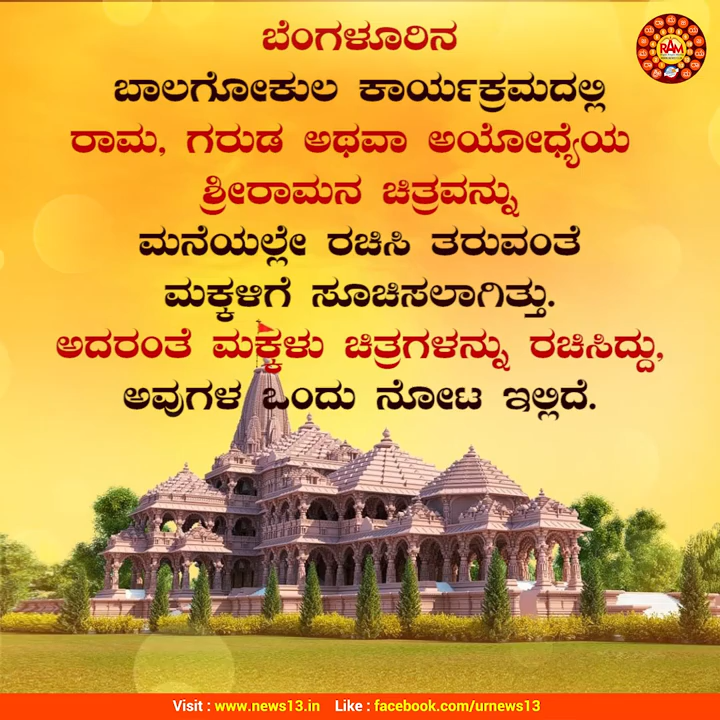 ಬೆಂಗಳೂರಿನ
ಬಾಲಗೋಕುಲ ಕಾರ್ಯಕ್ರಮದಲ್ಲಿ
ರಾಮ, ಗರುಡ ಅಥವಾ ಅಯೋಧ್ಯೆಯ
ಶ್ರೀರಾಮನ ಚಿತ್ರವನ್ನು
ಮನೆಯಲ್ಲೇ ರಚಿಸಿ ತರುವಂತೆ
ಮಕ್ಕಳಿಗೆ ಸೂಚಿಸಲಾಗಿತ್ತು.
ಅದರಂತೆ ಮಕ್ಕಳು ಚಿತ್ರಗಳನ್ನು ರಚಿಸಿದ್ದು,
ಅವುಗಳ ಒಂದು ನೋಟ ಇಲ್ಲಿದೆ.
RAM
Visit : www.news13.in Like : facebook.com/urnews13